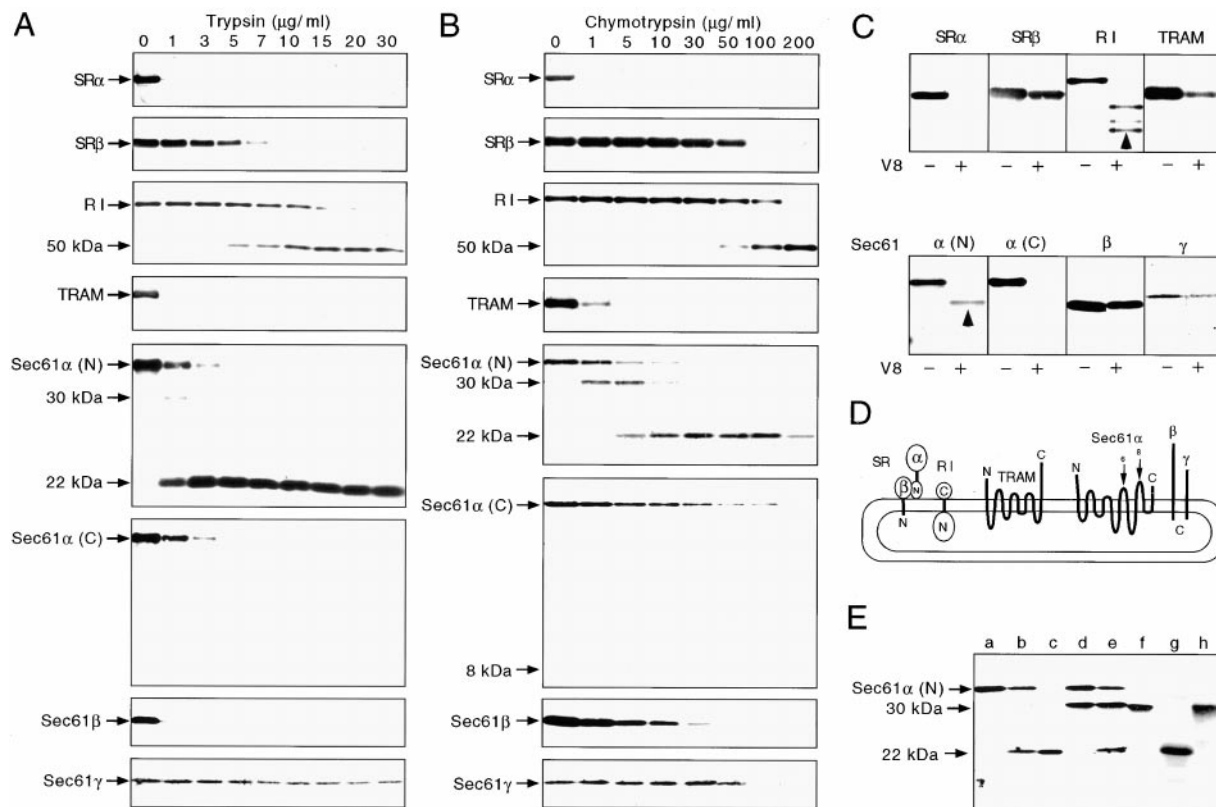 A
Trypsin (μg/ml)
0 1 3 5 7 10 15 20 30
SRα
SRβ
R I
50 kDa
TRAM
Sec61α (N)
30 kDa
22 kDa
Sec61α (C)
Sec61β
Sec61γ
B
Chymotrypsin (μg/ml)
0 1 5 10 30 50 100 200
SRα
SRβ
R I
50 kDa
TRAM
Sec61α (N)
30 kDa
22 kDa
Sec61α (C)
8 kDa
Sec61β
Sec61γ
C
SRα SRβ R I TRAM
V8 − + − + − + − +
Sec61 α (N) α (C) β γ
V8 − + − + − + − +
D
SR α β N N
R I C N
N TRAM C
Sec61α
N 6 8 C
β γ
C C
E
a b c d e f g h
Sec61α (N)
30 kDa
22 kDa